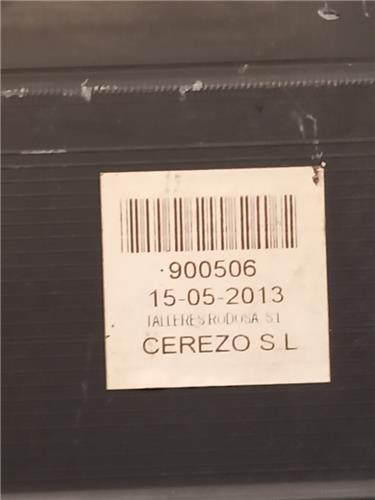 900506
15-05-2013
TALLERES RODOSA, S.L
CEREZO S L